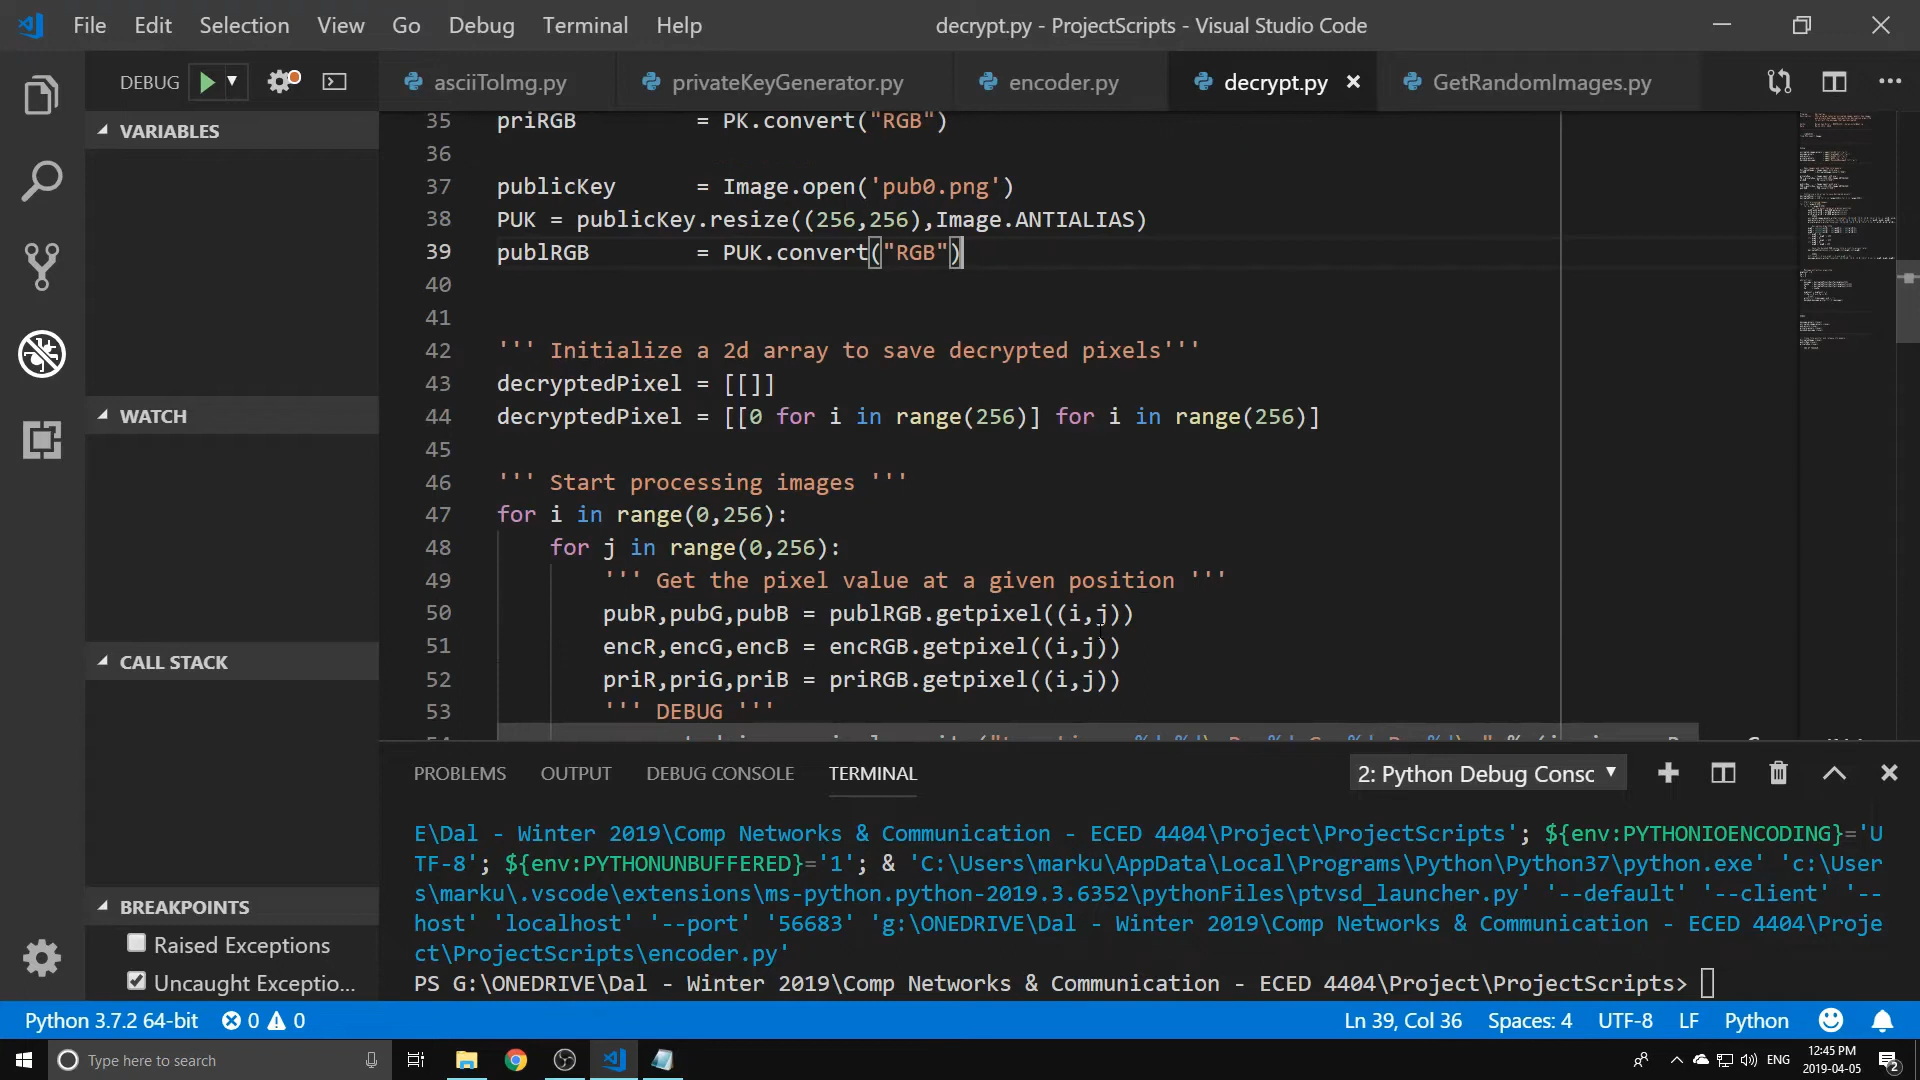 File Edit Selection View Go Debug Terminal Help decrypt.py - ProjectScripts - Visual Studio Code
DEBUG asciiToImg.py privateKeyGenerator.py encoder.py decrypt.py GetRandomImages.py
VARIABLES
WATCH
CALL STACK
BREAKPOINTS
Raised Exceptions
Uncaught Exceptio...
35 priRGB = PK.convert("RGB")
36
37 publicKey = Image.open('pub0.png')
38 PUK = publicKey.resize((256,256),Image.ANTIALIAS)
39 publRGB = PUK.convert("RGB")
40
41
42 ''' Initialize a 2d array to save decrypted pixels'''
43 decryptedPixel = [[]]
44 decryptedPixel = [[0 for i in range(256)] for i in range(256)]
45
46 ''' Start processing images '''
47 for i in range(0,256):
48 for j in range(0,256):
49 ''' Get the pixel value at a given position '''
50 pubR,pubG,pubB = publRGB.getpixel((i,j))
51 encR,encG,encB = encRGB.getpixel((i,j))
52 priR,priG,priB = priRGB.getpixel((i,j))
53 ''' DEBUG '''
PROBLEMS OUTPUT DEBUG CONSOLE TERMINAL 2: Python Debug Consc
E\Dal - Winter 2019\Comp Networks & Communication - ECED 4404\Project\ProjectScripts'; ${env:PYTHONIOENCODING}='U
TF-8'; ${env:PYTHONUNBUFFERED}='1'; & 'C:\Users\marku\AppData\Local\Programs\Python\Python37\python.exe' 'c:\User
s\marku\.vscode\extensions\ms-python.python-2019.3.6352\pythonFiles\ptvsd_launcher.py' '--default' '--client' '--
host' 'localhost' '--port' '56683' 'g:\ONEDRIVE\Dal - Winter 2019\Comp Networks & Communication - ECED 4404\Proje
ct\ProjectScripts\encoder.py'
PS G:\ONEDRIVE\Dal - Winter 2019\Comp Networks & Communication - ECED 4404\Project\ProjectScripts>
Python 3.7.2 64-bit 0 0 Ln 39, Col 36 Spaces: 4 UTF-8 LF Python
Type here to search ENG 12:45 PM
2019-04-05 2